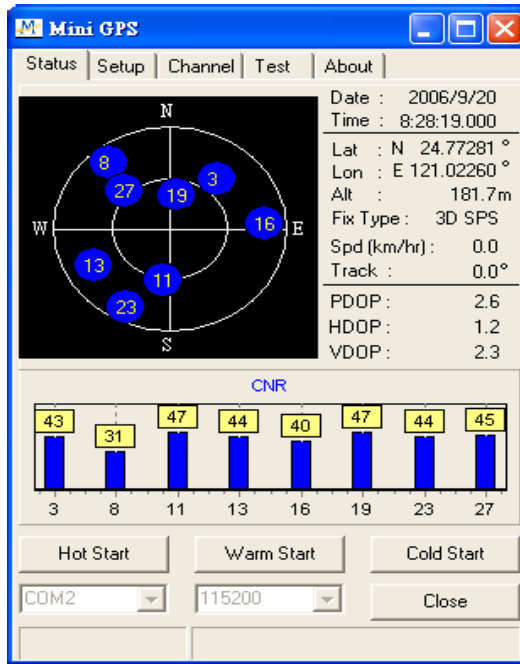 Mini GPS
Status Setup Channel Test About
N
8
27
19
3
W
16
E
13
11
23
S
Date : 2006/9/20
Time : 8:28:19.000
Lat : N 24.77281 °
Lon : E 121.02260 °
Alt : 181.7m
Fix Type : 3D SPS
Spd (km/hr) : 0.0
Track : 0.0°
PDOP : 2.6
HDOP : 1.2
VDOP : 2.3
CNR
43 31 47 44 40 47 44 45
3 8 11 13 16 19 23 27
Hot Start Warm Start Cold Start
COM2 115200 Close